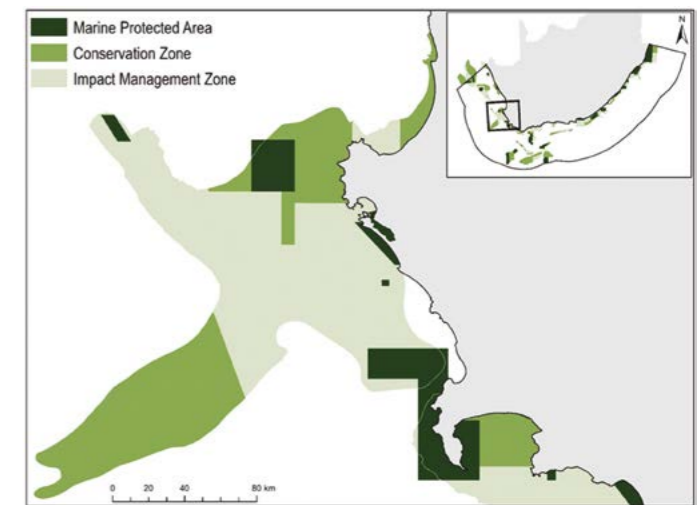 Marine Protected Area
Conservation Zone
Impact Management Zone
N
0 20 40 80 km